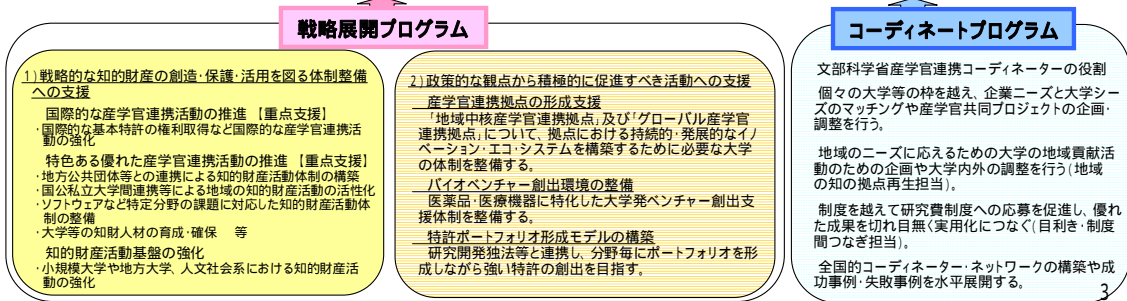 戦略展開プログラム
1)戦略的な知的財産の創造・保護・活用を図る体制整備
への支援
国際的な産学官連携活動の推進 【重点支援】
・国際的な基本特許の権利取得など国際的な産学官連携活
動の強化
特色ある優れた産学官連携活動の推進 【重点支援】
・地方公共団体等との連携による知的財産活動体制の構築
・国公私立大学間連携等による地域の知的財産活動の活性化
・ソフトウェアなど特定分野の課題に対応した知的財産活動体
制の整備
・大学等の知財人材の育成・確保 等
知的財産活動基盤の強化
・小規模大学や地方大学、人文社会系における知的財産活
動の強化
2)政策的な観点から積極的に促進すべき活動への支援
産学官連携拠点の形成支援
「地域中核産学官連携拠点」及び「グローバル産学官
連携拠点」について、拠点における持続的・発展的なイノ
ベーション・エコ・システムを構築するために必要な大学
の体制を整備する。
バイオベンチャー創出環境の整備
医薬品・医療機器に特化した大学発ベンチャー創出支
援体制を整備する。
特許ポートフォリオ形成モデルの構築
研究開発独法等と連携し、分野毎にポートフォリオを形
成しながら強い特許の創出を目指す。
コーディネートプログラム
文部科学省産学官連携コーディネーターの役割
個々の大学等の枠を越え、企業ニーズと大学シー
ズのマッチングや産学官共同プロジェクトの企画・
調整を行う。
地域のニーズに応えるための大学の地域貢献活
動のための企画や大学内外の調整を行う(地域
の知の拠点再生担当)。
制度を越えて研究費制度への応募を促進し、優れ
た成果を切れ目無く実用化につなぐ(目利き・制度
間つなぎ担当)。
全国的コーディネーター・ネットワークの構築や成
功事例・失敗事例を水平展開する。
3